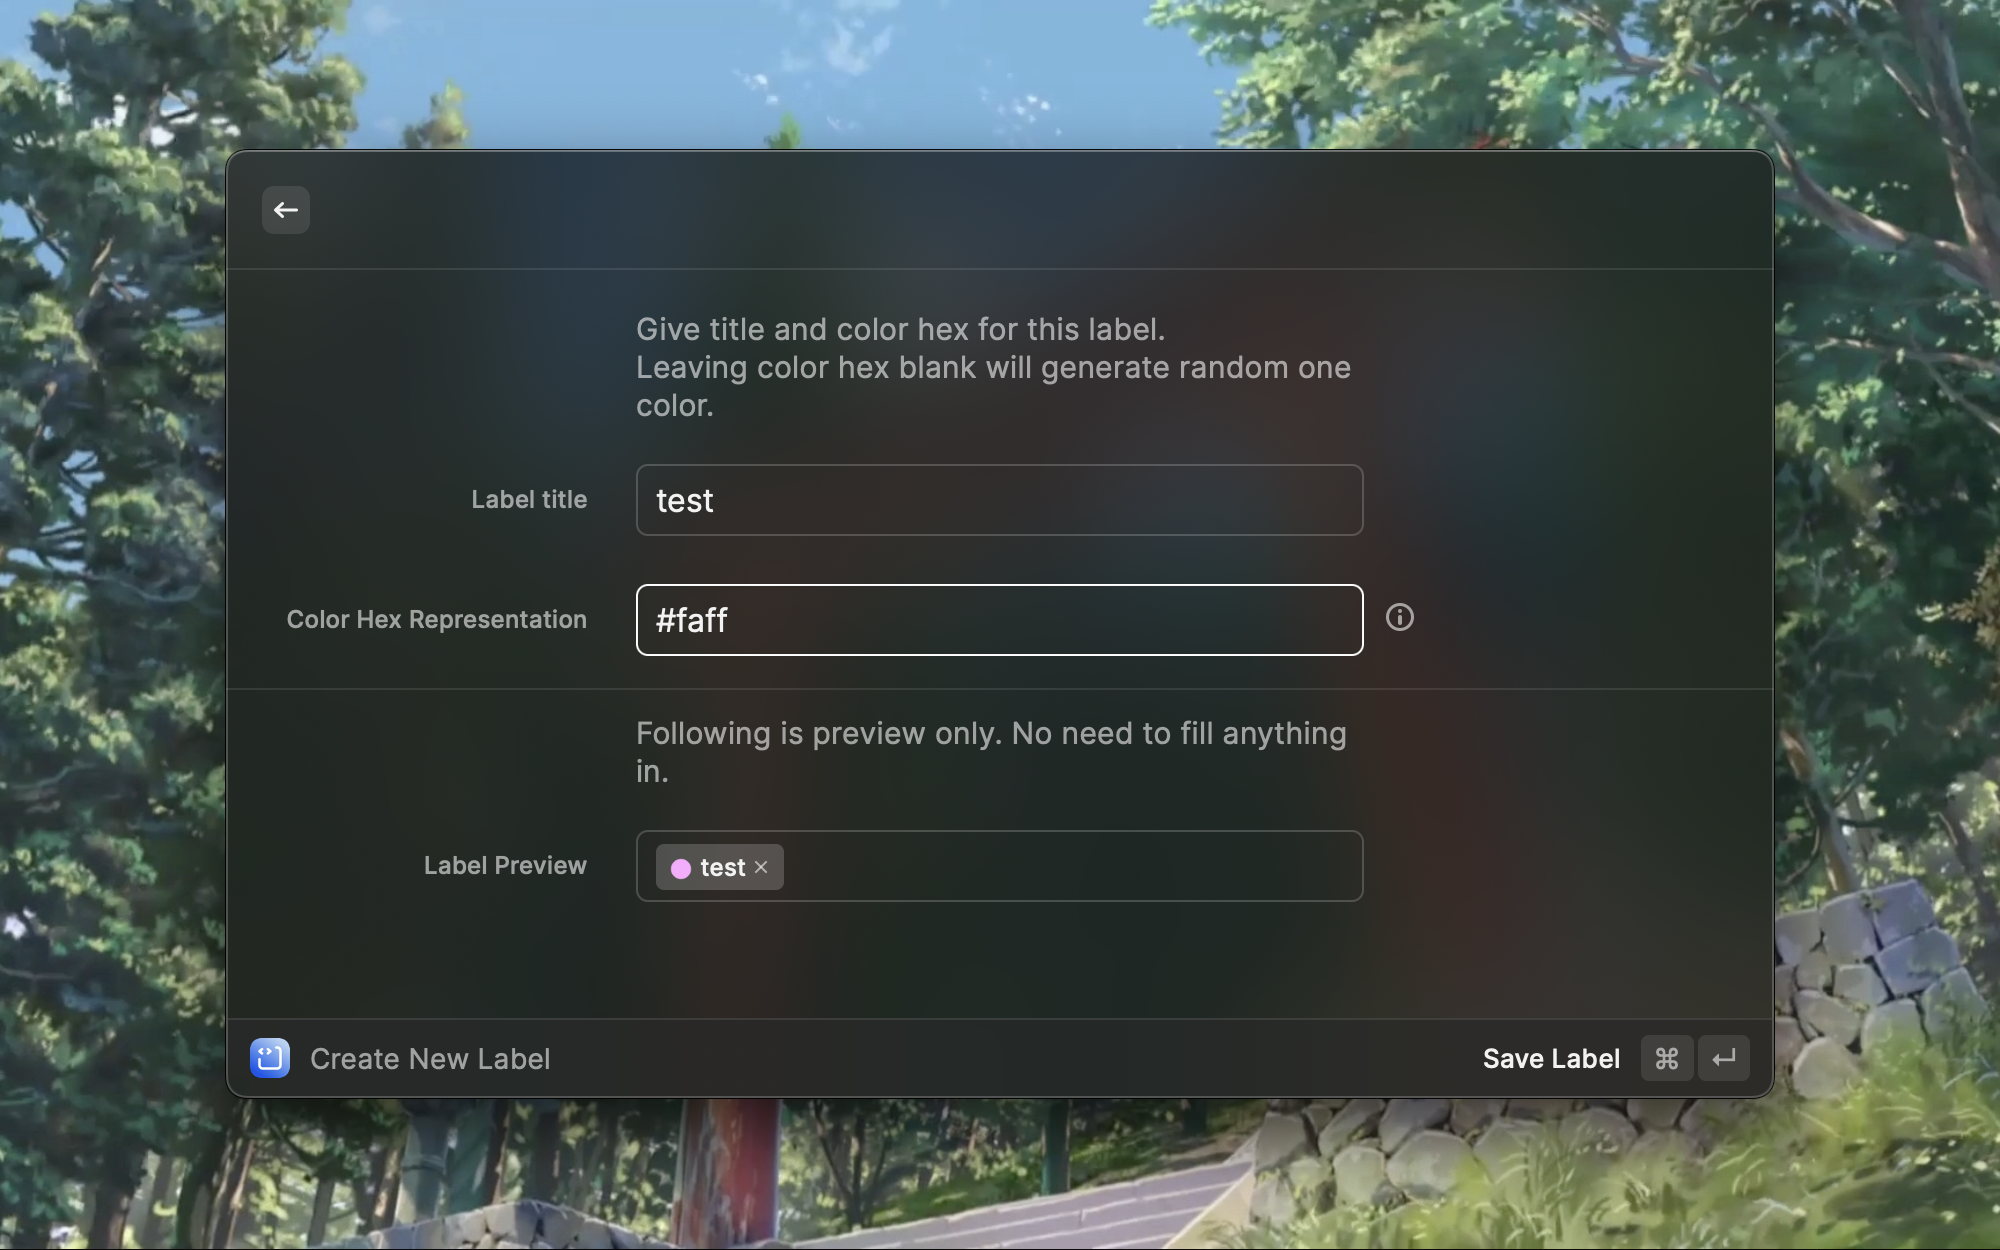 Give title and color hex for this label.
Leaving color hex blank will generate random one
color.
Label title
test
Color Hex Representation
#faff
Following is preview only. No need to fill anything
in.
Label Preview
test
Create New Label
Save Label